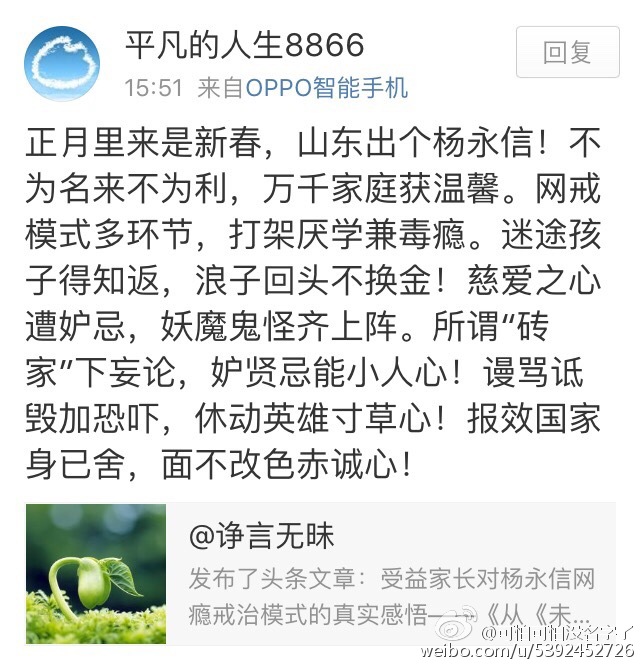 平凡的人生8866
回复
15:51 来自OPPO智能手机
正月里来是新春，山东出个杨永信！不
为名来不为利，万千家庭获温馨。网戒
模式多环节，打架厌学兼毒瘾。迷途孩
子得知返，浪子回头不换金！慈爱之心
遭妒忌，妖魔鬼怪齐上阵。所谓“砖
家”下妄论，妒贤忌能小人心！谩骂诋
毁加恐吓，休动英雄寸草心！报效国家
身已舍，面不改色赤诚心！
@诤言无昧
发布了头条文章：受益家长对杨永信网
瘾戒治模式的真实感悟——》《从《未...
weibo.com/u/5392452726